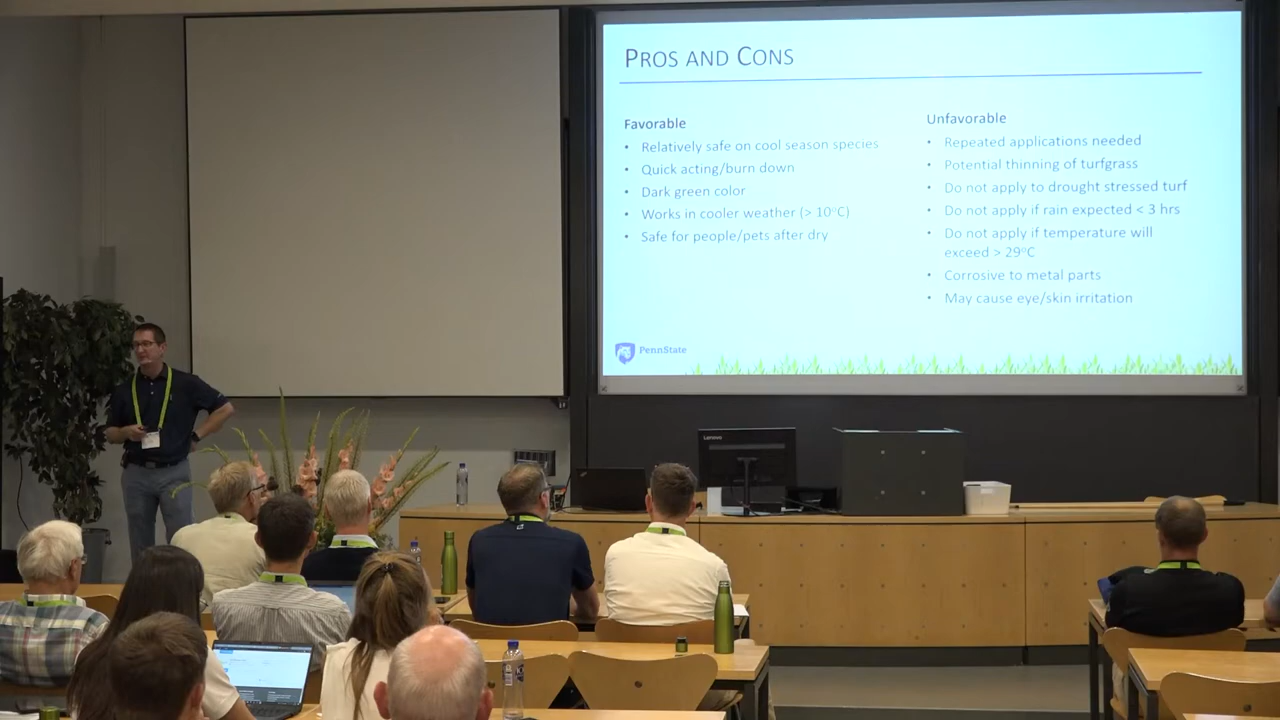 PROS AND CONS
Favorable
• Relatively safe on cool season species
• Quick acting/burn down
• Dark green color
• Works in cooler weather (> 10°C)
• Safe for people/pets after dry
Unfavorable
• Repeated applications needed
• Potential thinning of turfgrass
• Do not apply to drought stressed turf
• Do not apply if rain expected < 3 hrs
• Do not apply if temperature will
exceed > 29°C
• Corrosive to metal parts
• May cause eye/skin irritation
PennState
Lenovo